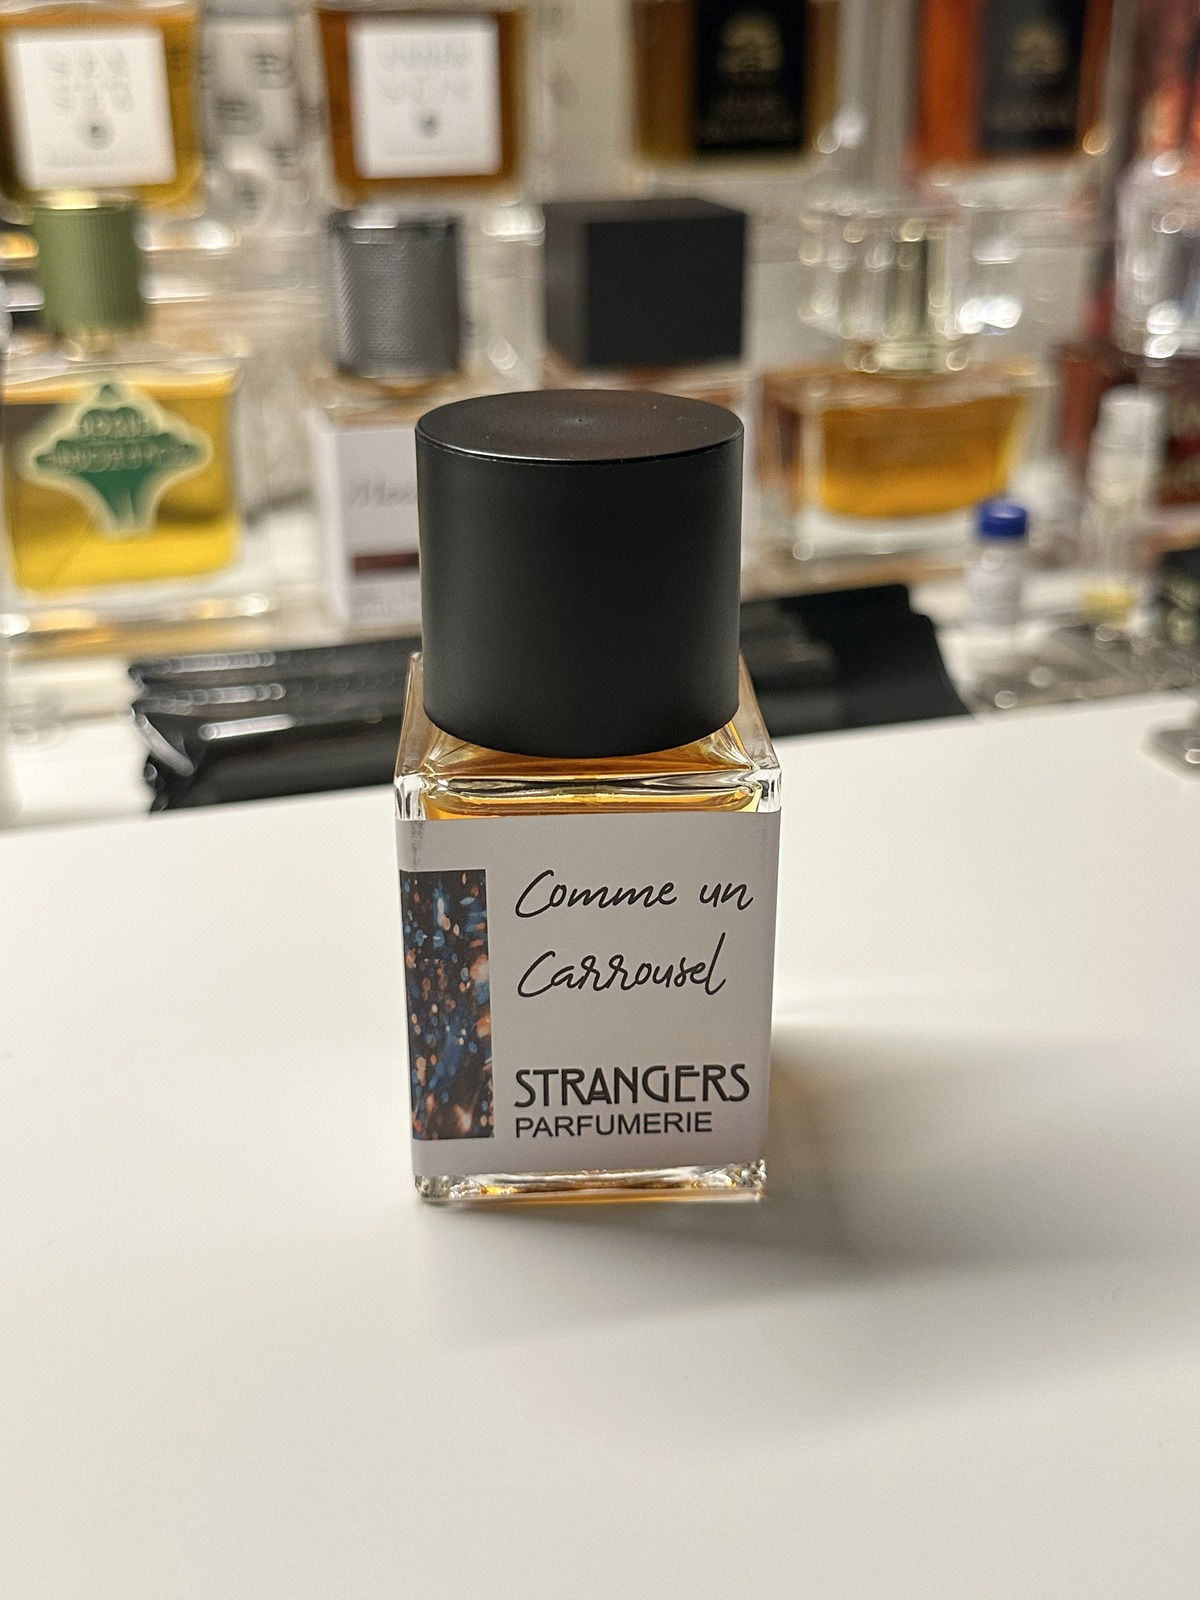 Comme un
Carrousel
STRANGERS
PARFUMERIE